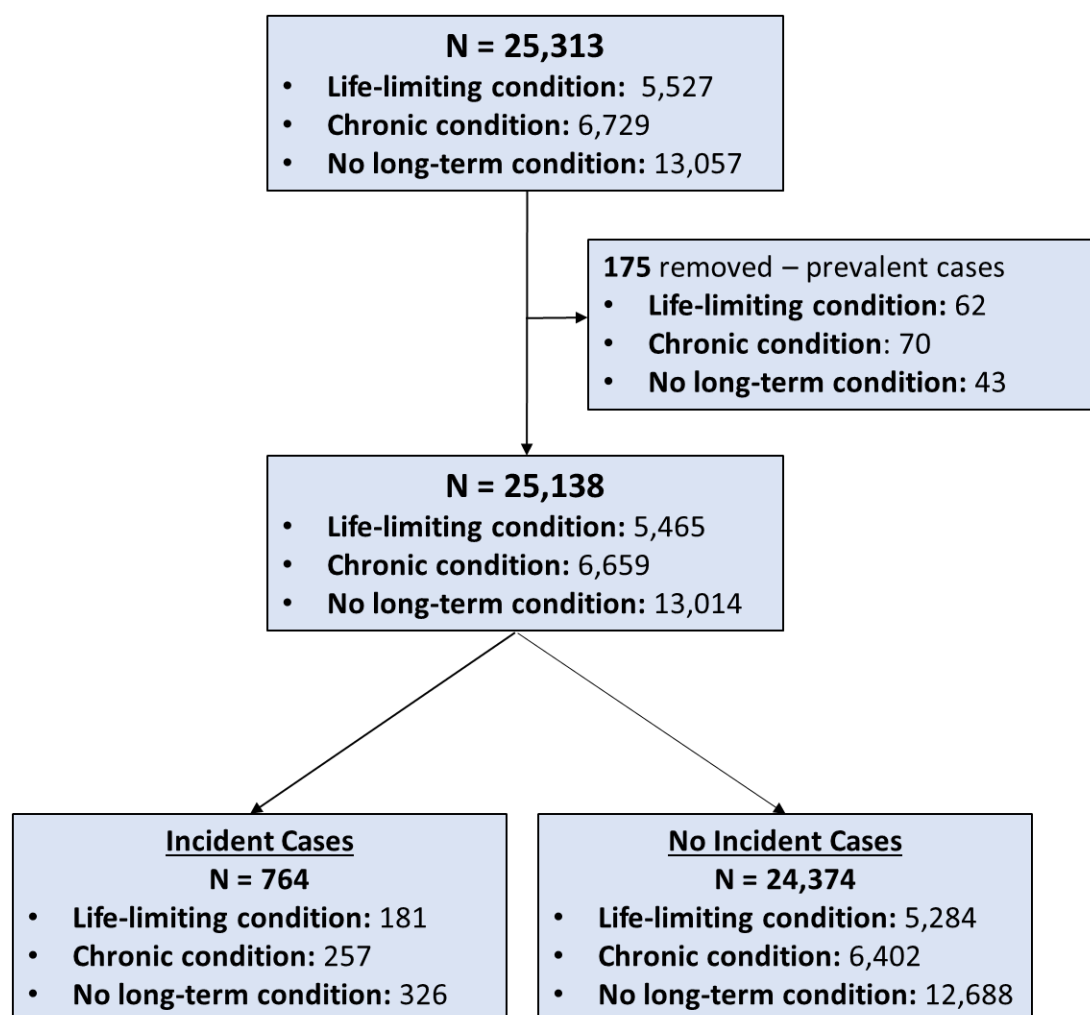 N = 25,313
• Life-limiting condition: 5,527
• Chronic condition: 6,729
• No long-term condition: 13,057
175 removed – prevalent cases
• Life-limiting condition: 62
• Chronic condition: 70
• No long-term condition: 43
N = 25,138
• Life-limiting condition: 5,465
• Chronic condition: 6,659
• No long-term condition: 13,014
Incident Cases
N = 764
• Life-limiting condition: 181
• Chronic condition: 257
• No long-term condition: 326
No Incident Cases
N = 24,374
• Life-limiting condition: 5,284
• Chronic condition: 6,402
• No long-term condition: 12,688